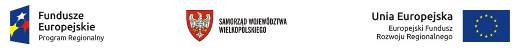 Fundusze
Europejskie
Program Regionalny
SAMORZĄD WOJEWÓDZTWA
WIELKOPOLSKIEGO
Unia Europejska
Europejski Fundusz
Rozwoju Regionalnego